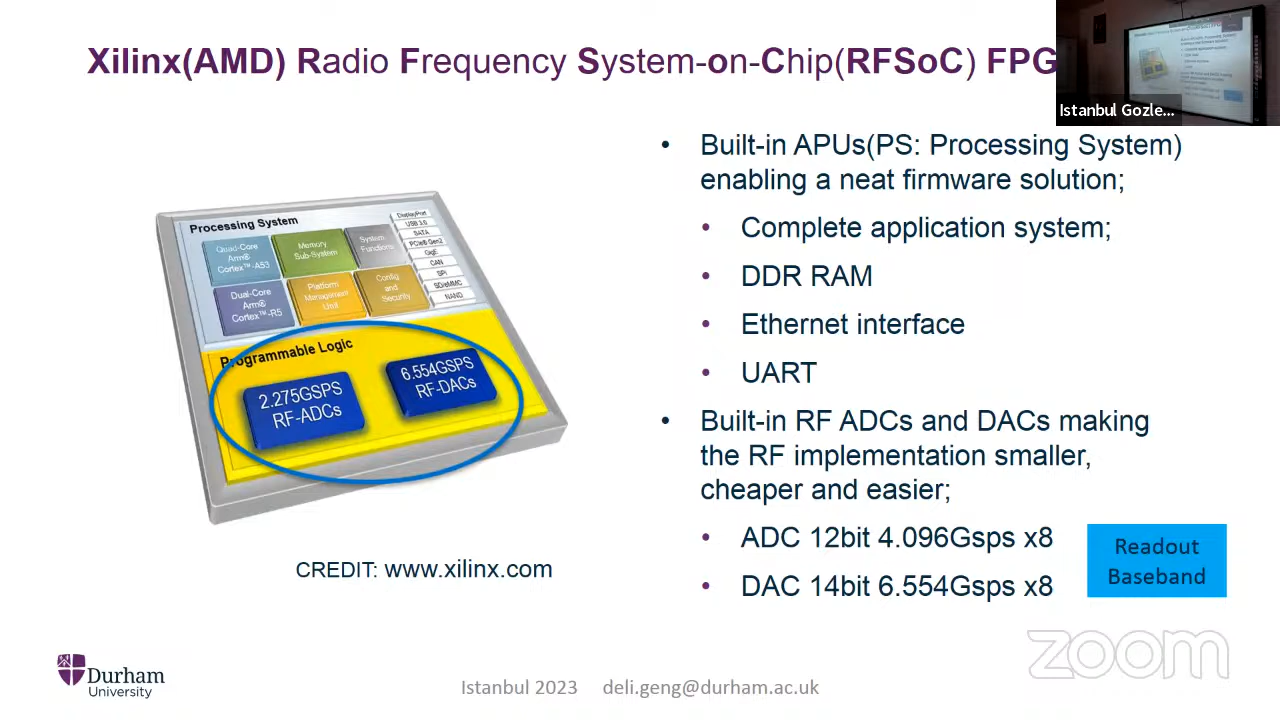 Xilinx(AMD) Radio Frequency System-on-Chip(RFSoC) FPG
Istanbul Gozle...
Built-in APUs(PS: Processing System)
enabling a neat firmware solution;
Complete application system;
DDR RAM
Ethernet interface
UART
Built-in RF ADCs and DACs making
the RF implementation smaller,
cheaper and easier;
ADC 12bit 4.096Gsps x8
DAC 14bit 6.554Gsps x8
Readout
Baseband
Processing System
Quad-Core
Arm®
Cortex™-A53
Memory
Sub-System
System
Functions
Dual-Core
Arm®
Cortex™-R5
Platform
Management
Unit
Config
and
Security
DisplayPort
USB 3.0
SATA
PCIe® Gen2
GigE
CAN
SPI
SD/eMMC
NAND
Programmable Logic
2.275GSPS
RF-ADCs
6.554GSPS
RF-DACs
CREDIT: www.xilinx.com
Durham
University
Istanbul 2023 deli.geng@durham.ac.uk
zoom